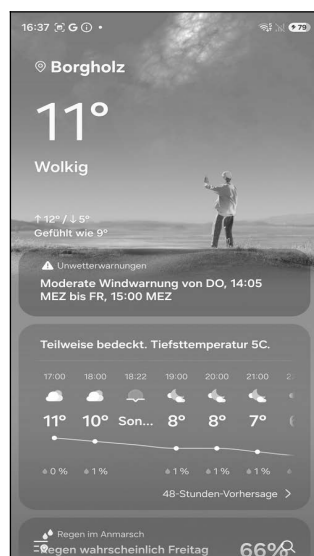 16:37 G 79
Borgholz
11°
Wolkig
↑12° / ↓5°
Gefühlt wie 9°
Unwetterwarnungen
Moderate Windwarnung von DO, 14:05
MEZ bis FR, 15:00 MEZ
Teilweise bedeckt. Tiefsttemperatur 5C.
17:00 18:00 18:22 19:00 20:00 21:00 2
11° 10° Son... 8° 8° 7°
0 % 1 % 1 % 1 % 1 %
48-Stunden-Vorhersage >
Regen im Anmarsch
Regen wahrscheinlich Freitag 66%